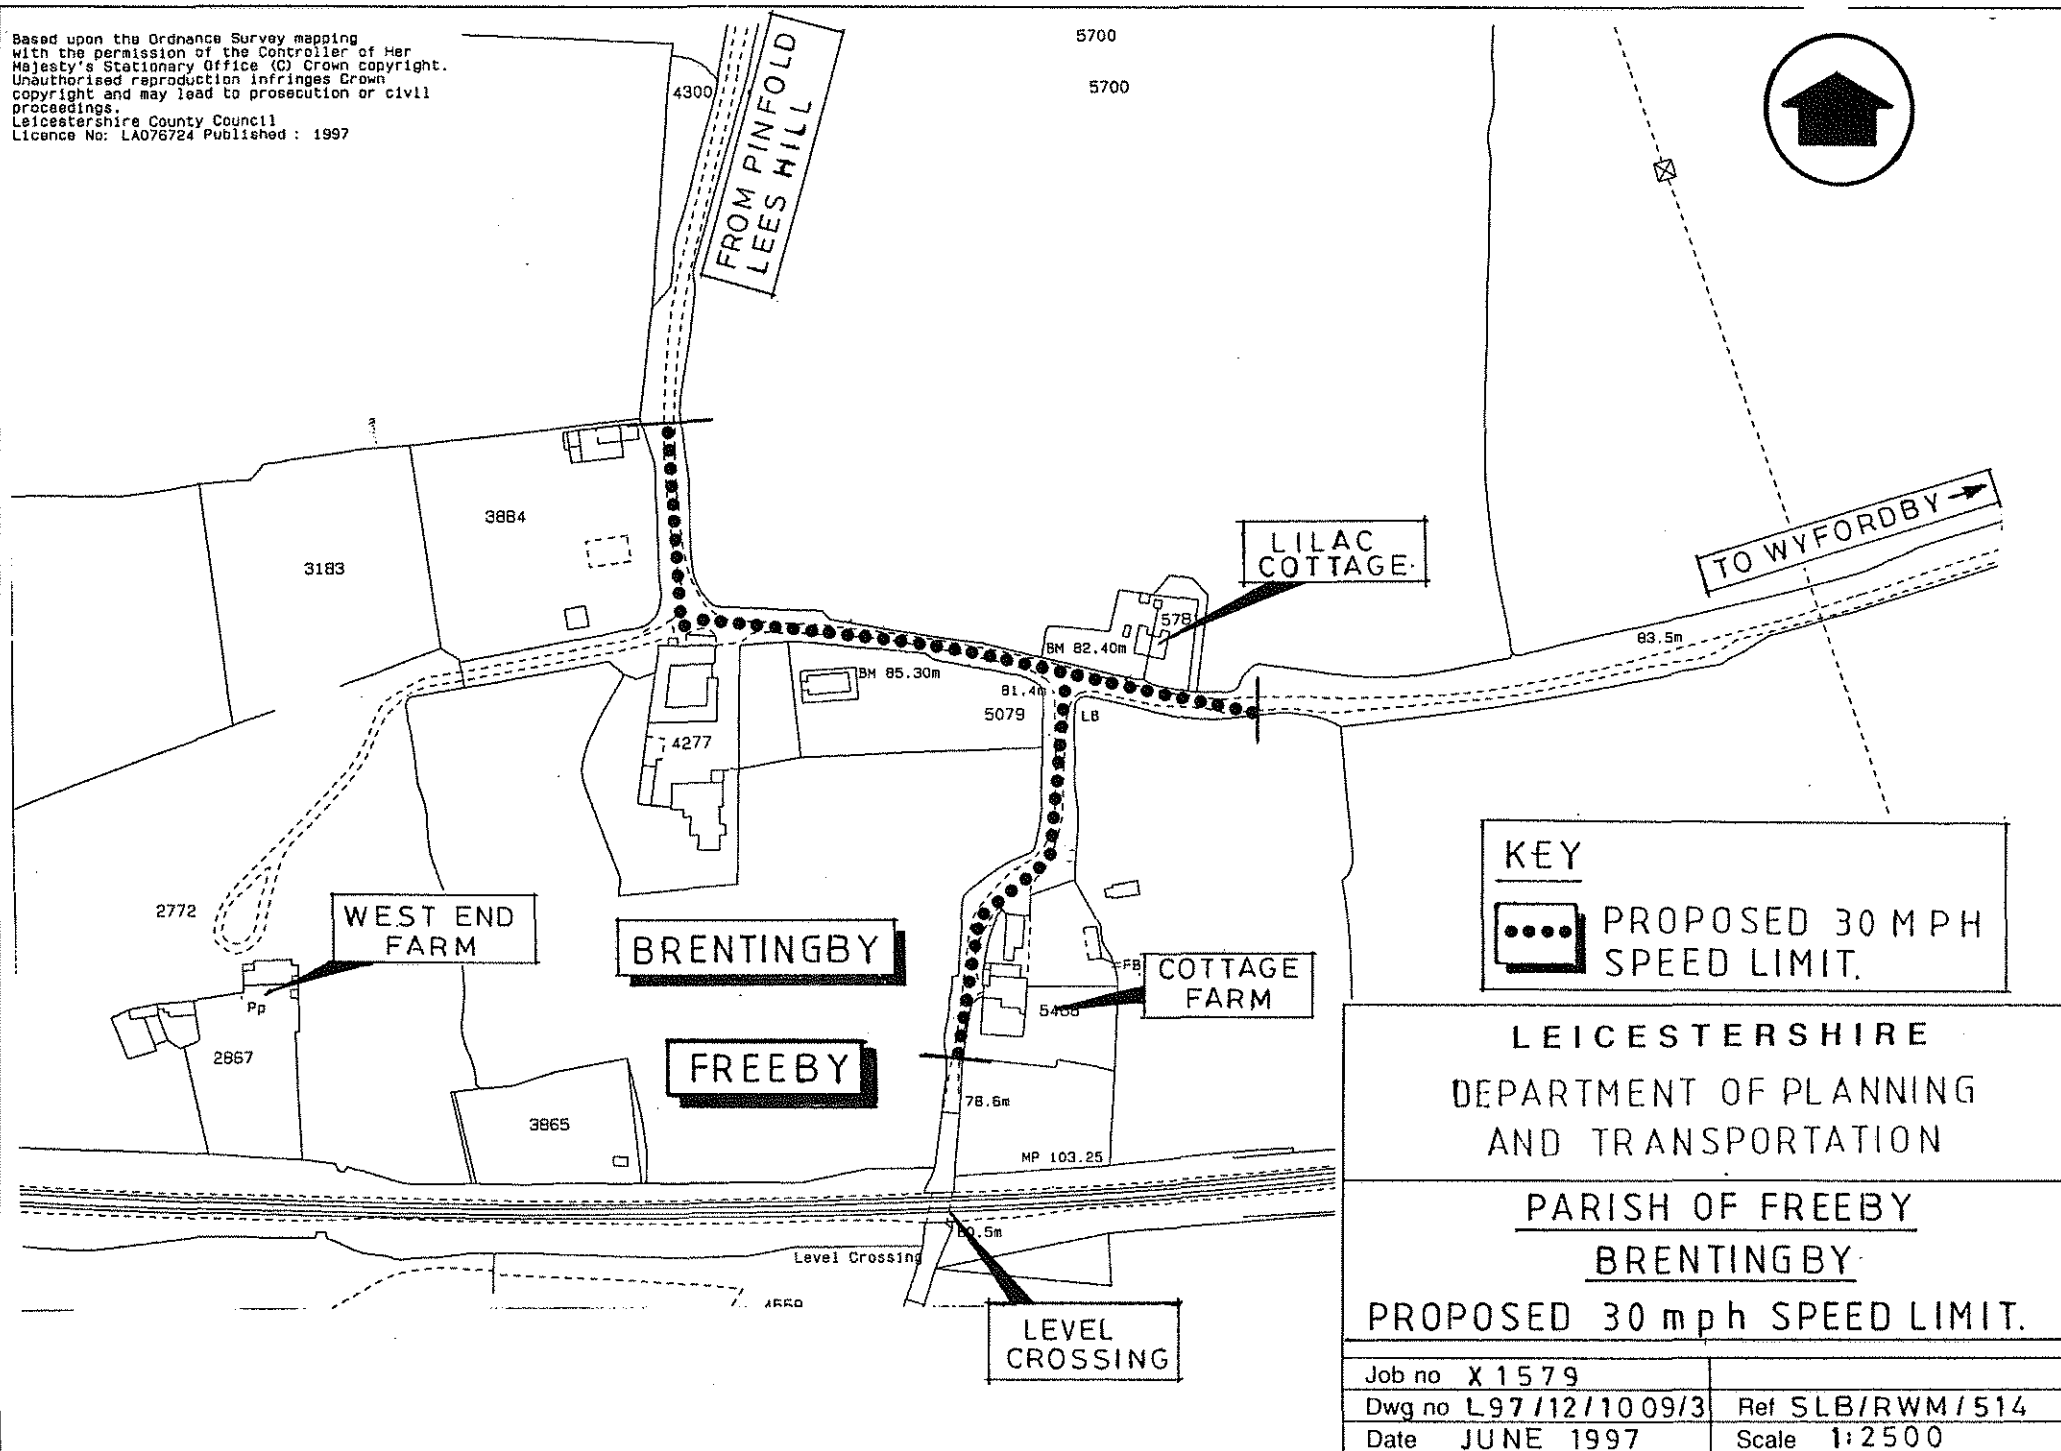 Based upon the Ordnance Survey mapping
with the permission of the Controller of Her
Majesty's Stationary Office (C) Crown copyright.
Unauthorised reproduction infringes Crown
copyright and may lead to prosecution or civil
proceedings.
Leicestershire County Council
Licence No: LA076724 Published : 1997
4300
FROM PINFOLD
LEES HILL
5700
5700
3884
3183
LILAC
COTTAGE
TO WYFORDBY
578
BM 82.40m
83.5m
BM 85.30m
81.4m
5079
LB
4277
KEY
PROPOSED 30 MPH
SPEED LIMIT.
2772
WEST END
FARM
BRENTINGBY
FB
COTTAGE
FARM
Pp
2867
FREEBY
78.6m
3865
MP 103.25
Level Crossing
LEVEL
CROSSING
LEICESTERSHIRE
DEPARTMENT OF PLANNING
AND TRANSPORTATION
PARISH OF FREEBY
BRENTINGBY
PROPOSED 30 mph SPEED LIMIT.
Job no X 1579
Dwg no L97/12/1009/3 Ref SLB/RWM/514
Date JUNE 1997 Scale 1:2500